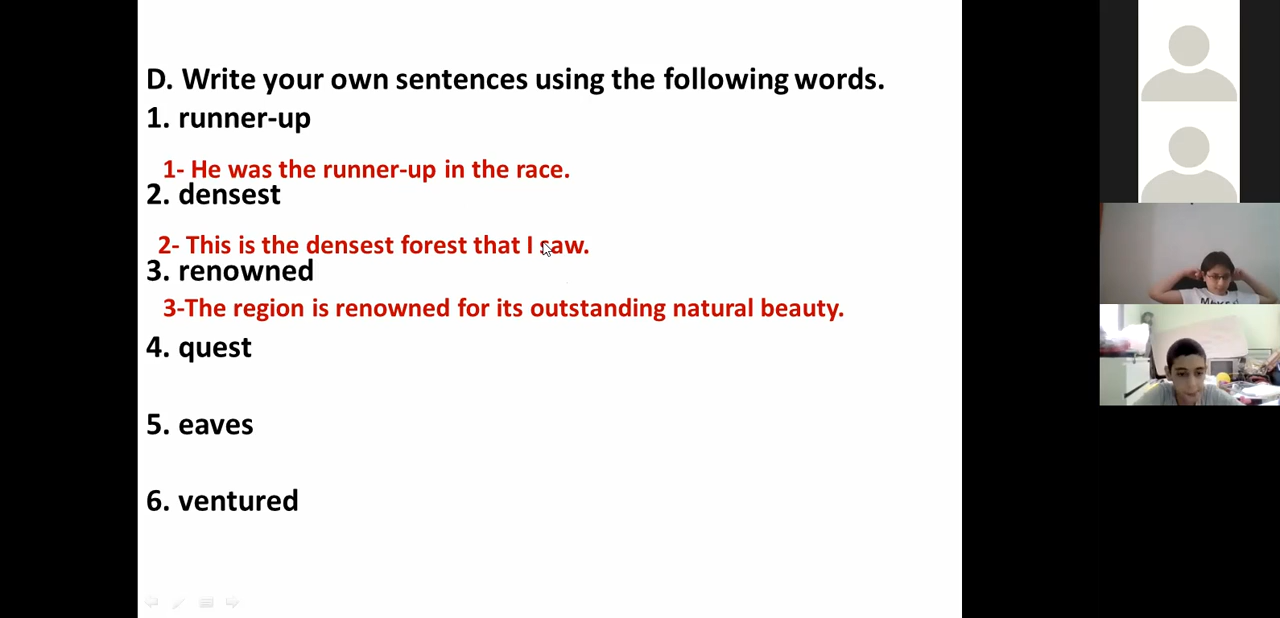 D. Write your own sentences using the following words.
1. runner-up
1- He was the runner-up in the race.
2. densest
2- This is the densest forest that I saw.
3. renowned
3-The region is renowned for its outstanding natural beauty.
4. quest
5. eaves
6. ventured